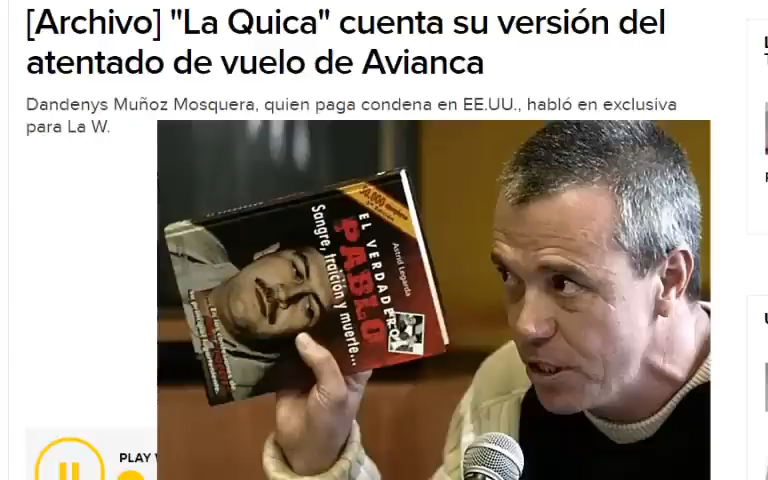 [Archivo] "La Quica" cuenta su versión del
atentado de vuelo de Avianca
Dandenys Muñoz Mosquera, quien paga condena en EE.UU., habló en exclusiva
para La W.
Astrid Legarda
EL VERDADERO
PABLO
Sangre, traición y muerte...
PLAY